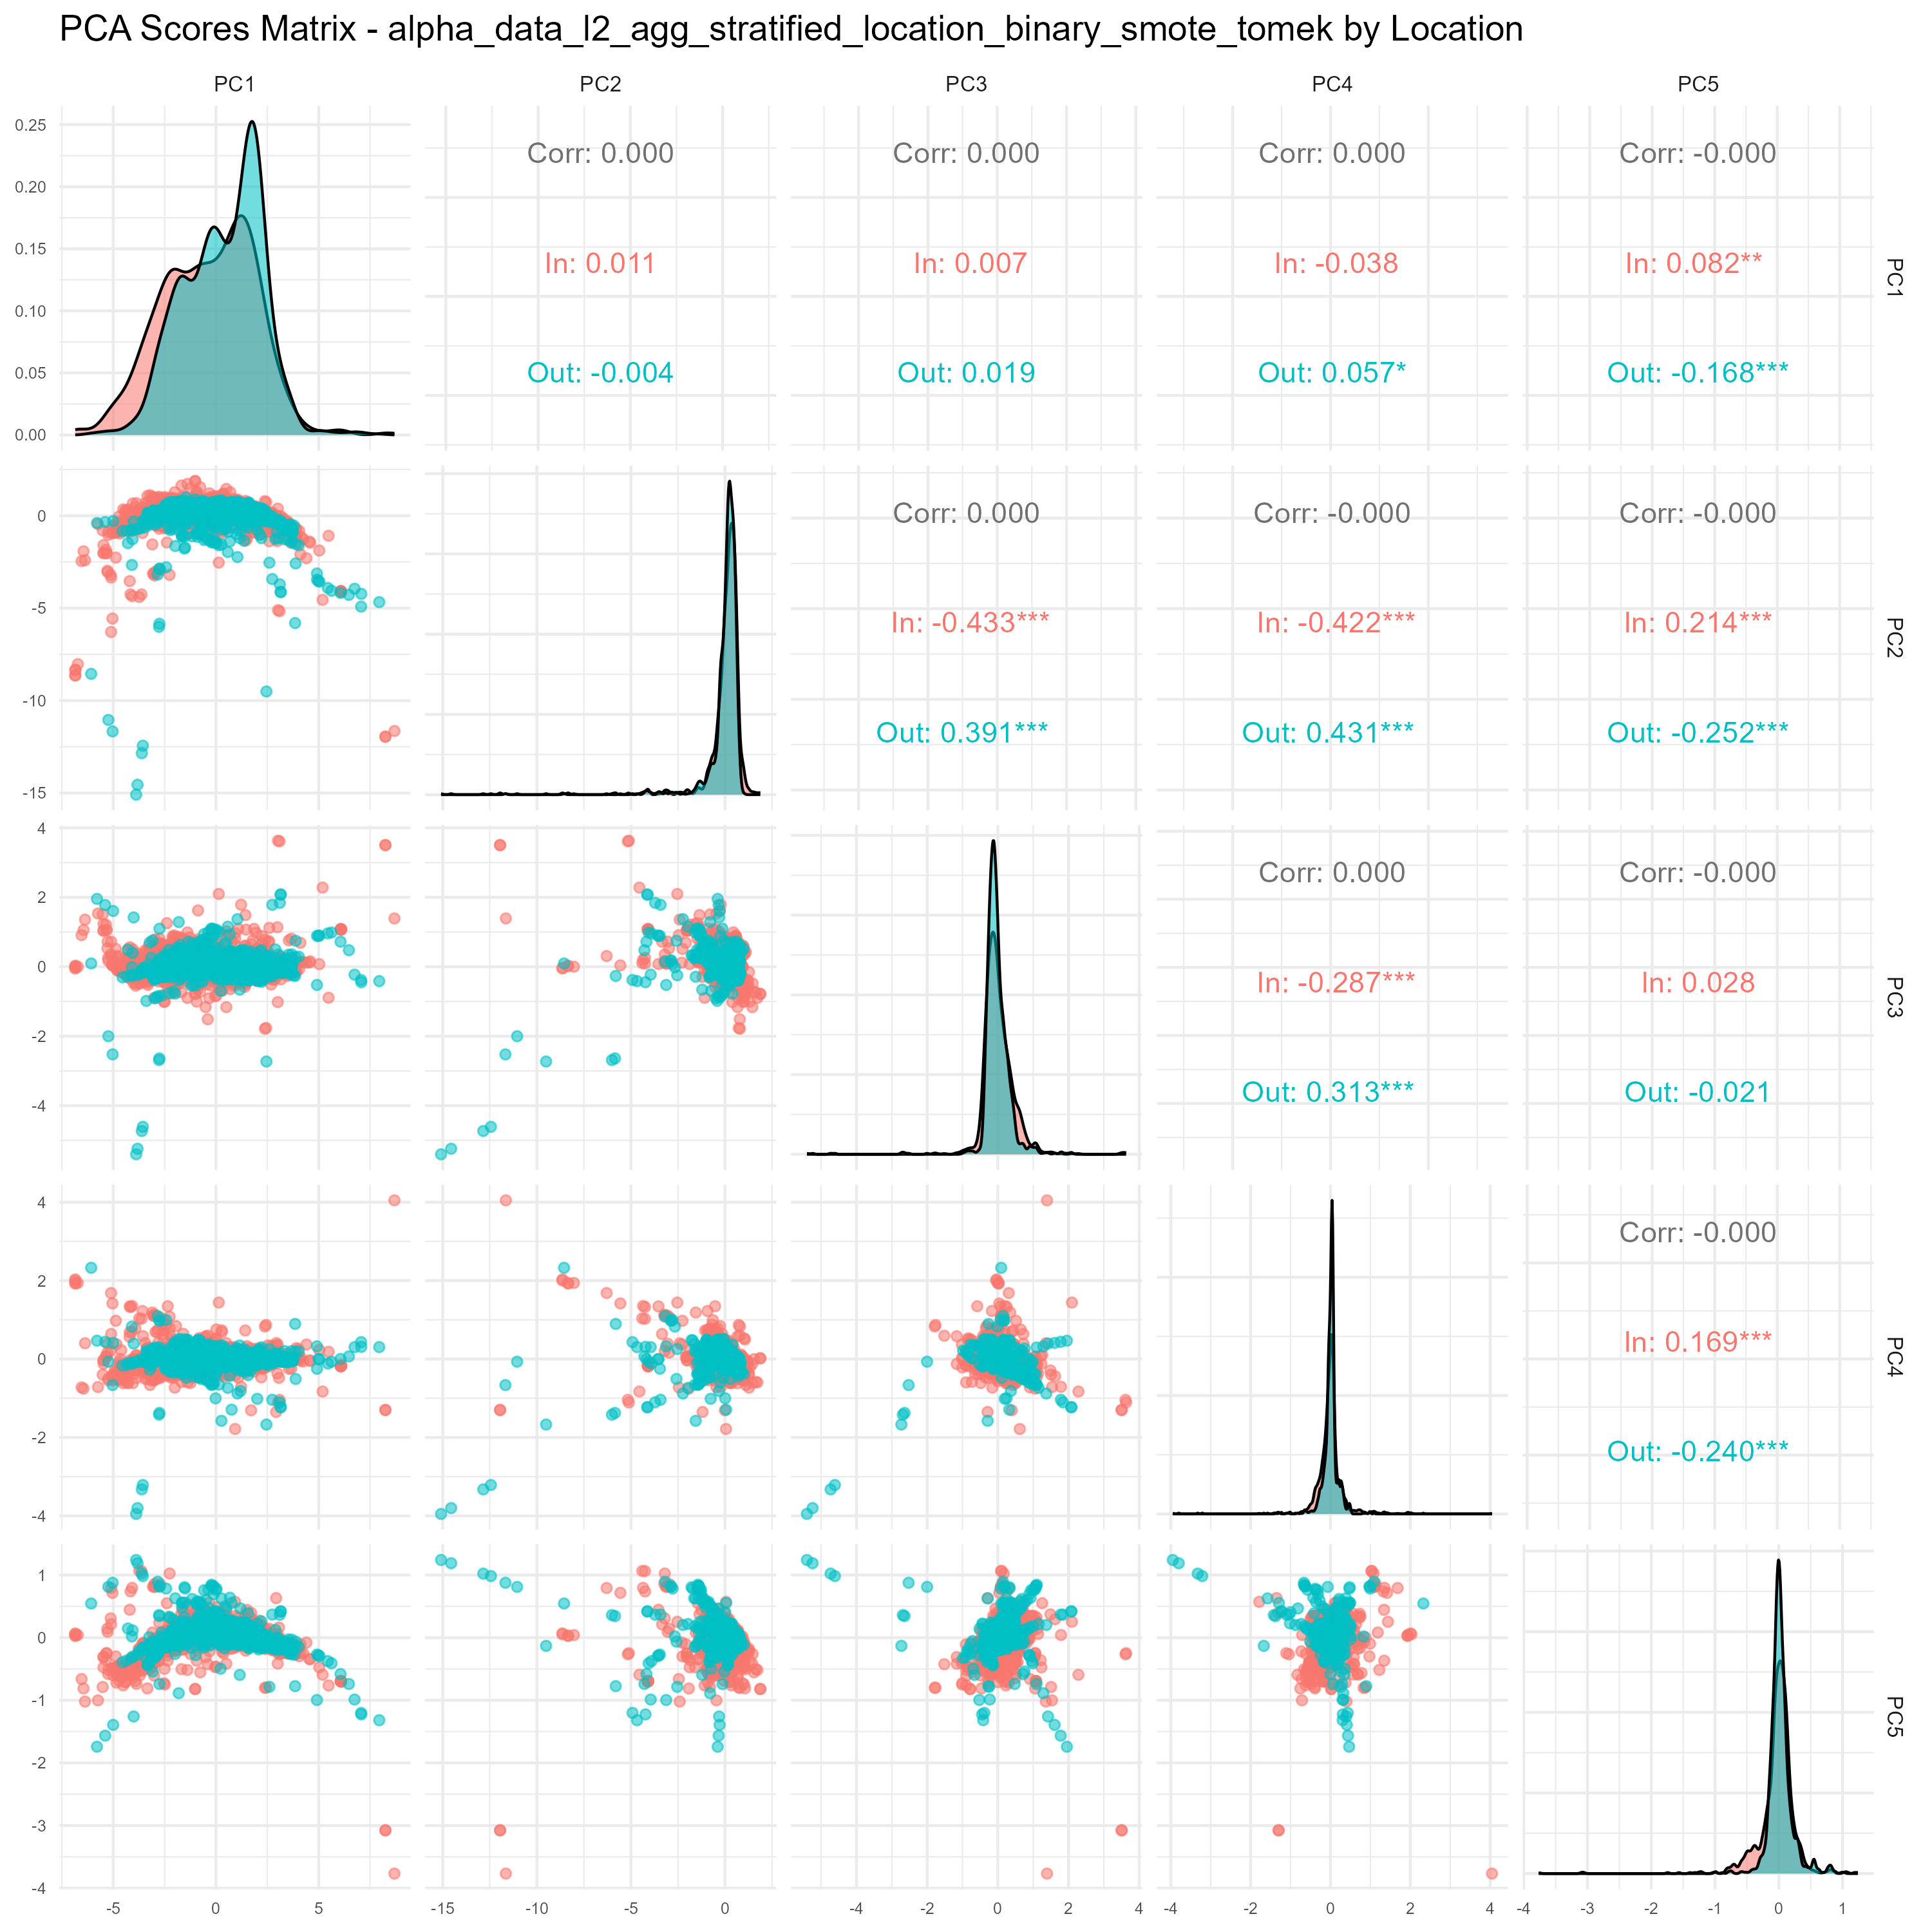 PCA Scores Matrix - alpha_data_l2_agg_stratified_location_binary_smote_tomek by Location
PC1 PC2 PC3 PC4 PC5
0.25
0.20
0.15
0.10
0.05
0.00
Corr: 0.000
In: 0.011
Out: -0.004
Corr: 0.000
In: 0.007
Out: 0.019
Corr: 0.000
In: -0.038
Out: 0.057*
Corr: -0.000
In: 0.082**
Out: -0.168***
PC1
0
-5
-10
-15
Corr: 0.000
In: -0.433***
Out: 0.391***
Corr: -0.000
In: -0.422***
Out: 0.431***
Corr: -0.000
In: 0.214***
Out: -0.252***
PC2
4
2
0
-2
-4
Corr: 0.000
In: -0.287***
Out: 0.313***
Corr: -0.000
In: 0.028
Out: -0.021
PC3
4
2
0
-2
-4
Corr: -0.000
In: 0.169***
Out: -0.240***
PC4
1
0
-1
-2
-3
-4
PC5
-5 0 5 -15 -10 -5 0 -4 -2 0 2 4 -4 -2 0 2 4 -4 -3 -2 -1 0 1